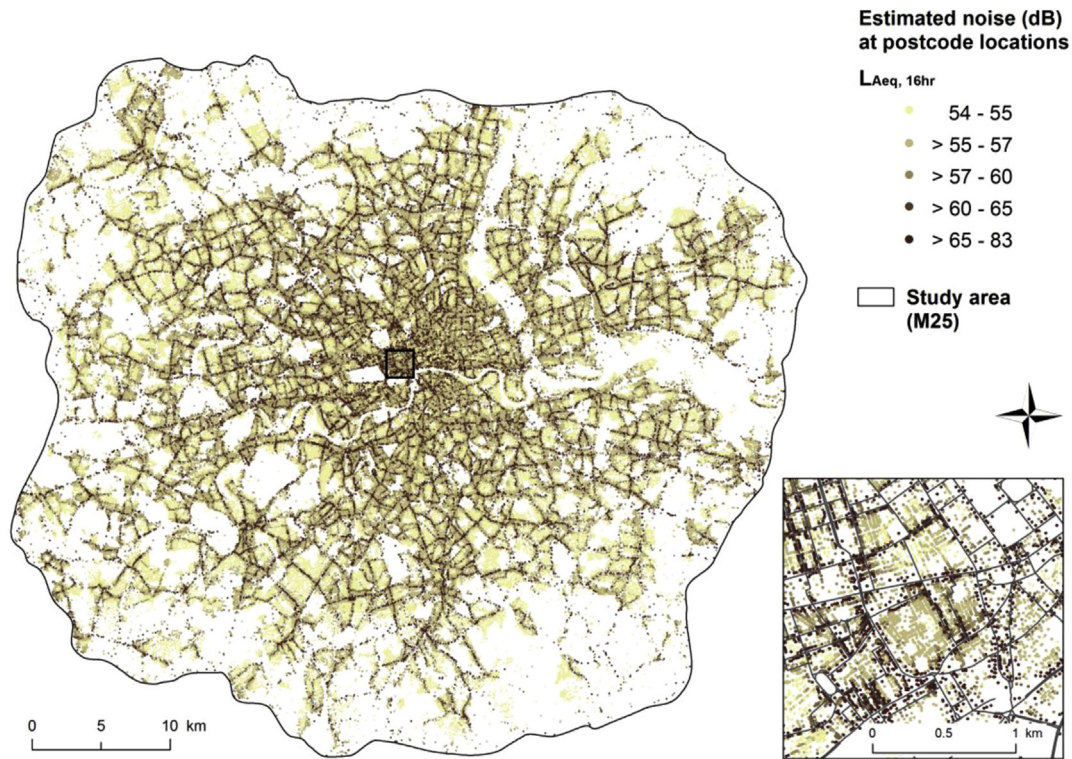 Estimated noise (dB)
at postcode locations
LAeq, 16hr
54 - 55
> 55 - 57
> 57 - 60
> 60 - 65
> 65 - 83
Study area
(M25)
0 5 10 km
0 0.5 1 km